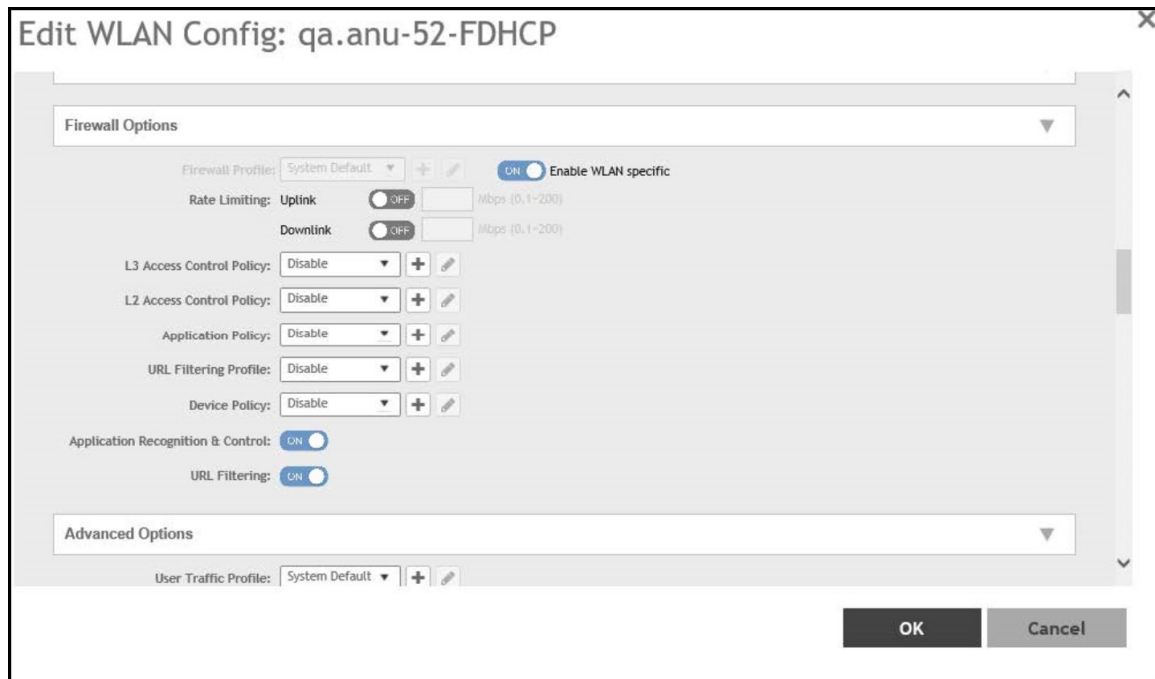 Edit WLAN Config: qa.anu-52-FDHCP
Firewall Options
Firewall Profile: System Default ON Enable WLAN specific
Rate Limiting: Uplink OFF Mbps (0.1~200)
Downlink OFF Mbps (0.1~200)
L3 Access Control Policy: Disable
L2 Access Control Policy: Disable
Application Policy: Disable
URL Filtering Profile: Disable
Device Policy: Disable
Application Recognition & Control: ON
URL Filtering: ON
Advanced Options
User Traffic Profile: System Default
OK Cancel